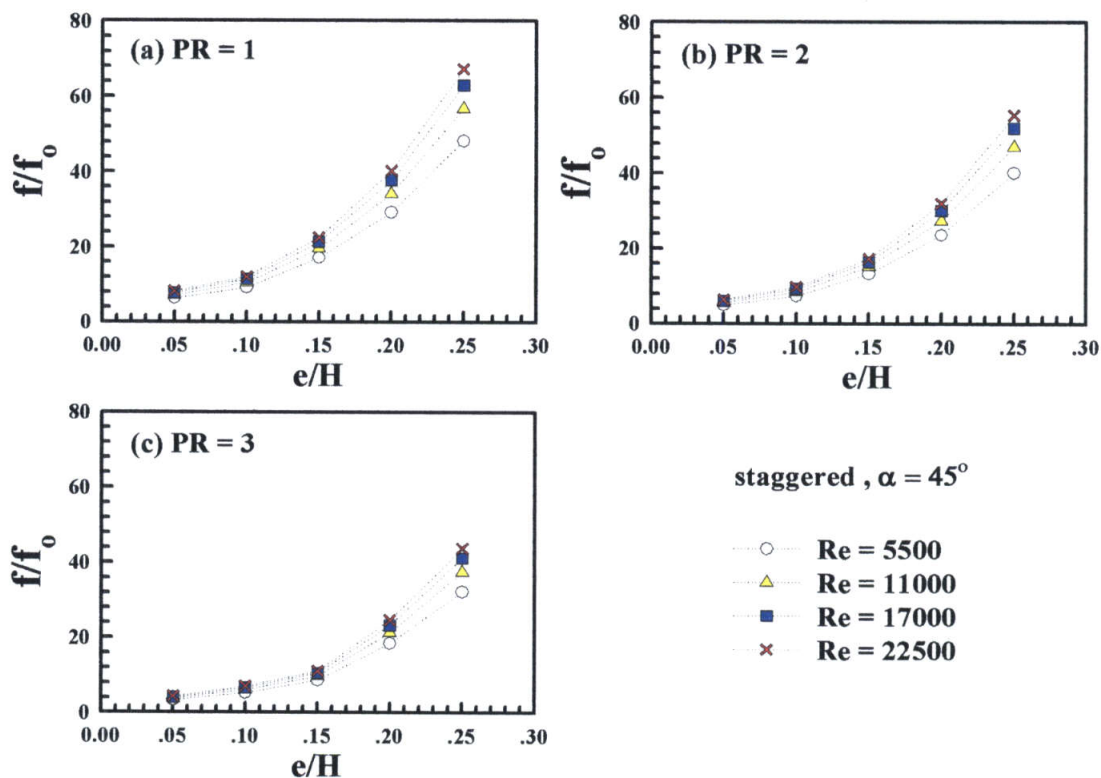 (a) PR = 1
80
60
40
20
0
f/f₀
0.00 .05 .10 .15 .20 .25 .30
e/H
(b) PR = 2
80
60
40
20
0
f/f₀
0.00 .05 .10 .15 .20 .25 .30
e/H
(c) PR = 3
80
60
40
20
0
f/f₀
0.00 .05 .10 .15 .20 .25 .30
e/H
staggered , α = 45°
Re = 5500
Re = 11000
Re = 17000
Re = 22500